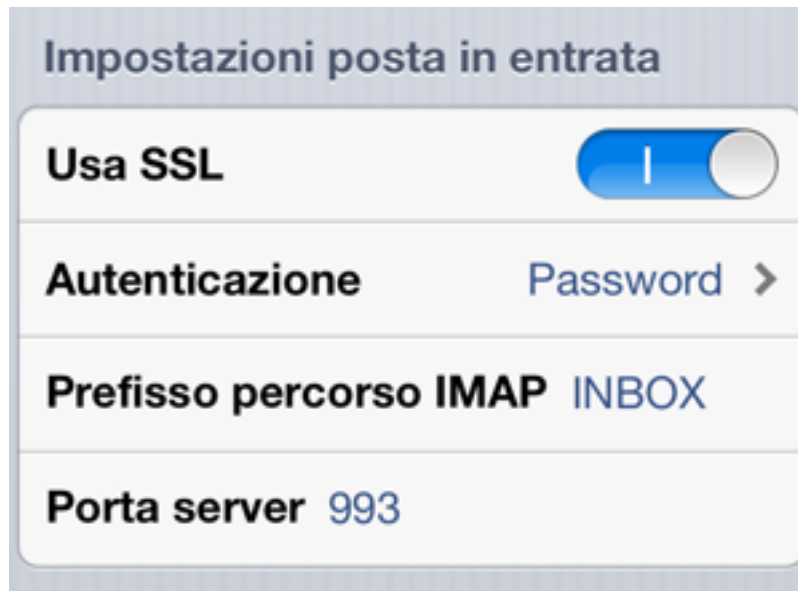 Impostazioni posta in entrata
Usa SSL
Autenticazione Password
Prefisso percorso IMAP INBOX
Porta server 993